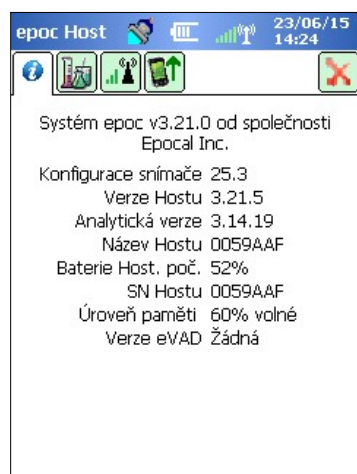 epoc Host 23/06/15
14:24
Systém epoc v3.21.0 od společnosti
Epocal Inc.
Konfigurace snímače 25.3
Verze Hostu 3.21.5
Analytická verze 3.14.19
Název Hostu 0059AAF
Baterie Host. poč. 52%
SN Hostu 0059AAF
Úroveň paměti 60% volné
Verze eVAD Žádná